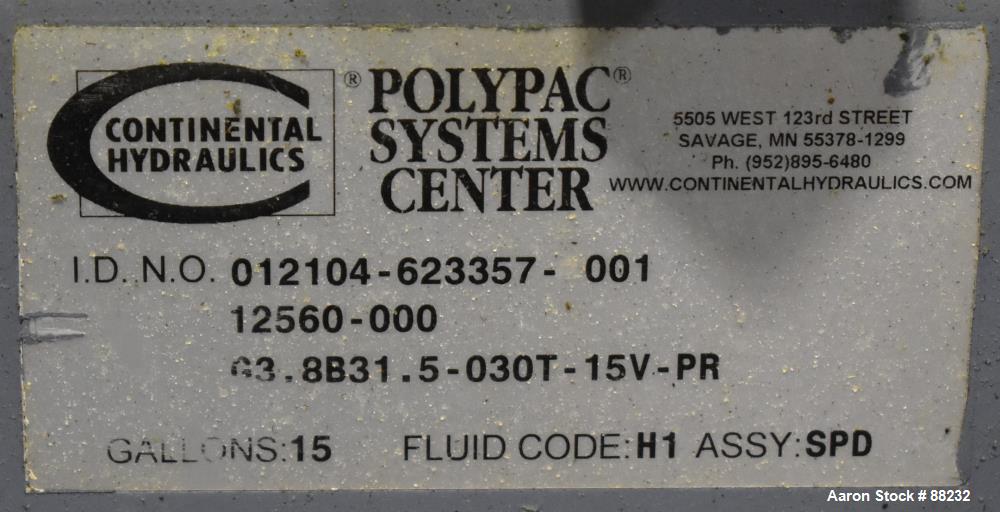 CONTINENTAL
HYDRAULICS
®
POLYPAC®
SYSTEMS
CENTER
5505 WEST 123rd STREET
SAVAGE, MN 55378-1299
Ph. (952)895-6480
WWW.CONTINENTALHYDRAULICS.COM
I.D. N.O. 012104-623357- 001
12560-000
G3.8B31.5-030T-15V-PR
GALLONS:15 FLUID CODE:H1 ASSY:SPD
Aaron Stock # 88232